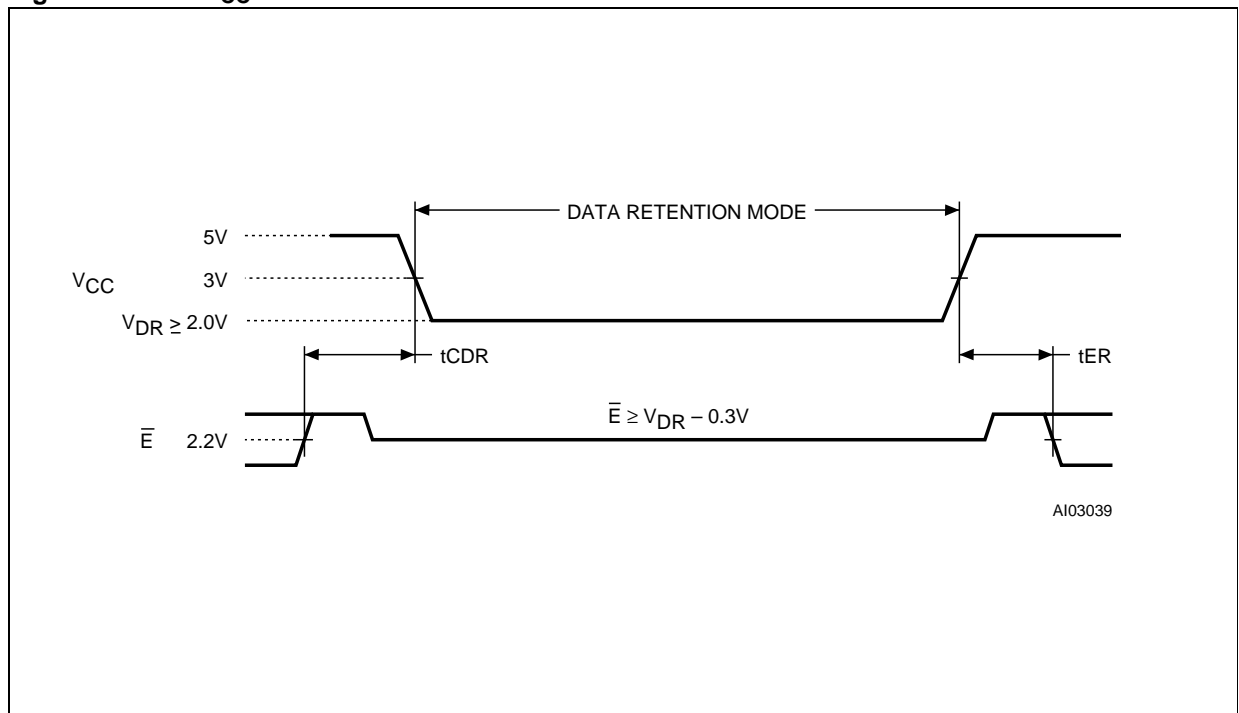 DATA RETENTION MODE
5V
VCC 3V
VDR ≥ 2.0V
tCDR
tER
E̅ ≥ VDR – 0.3V
E̅ 2.2V
AI03039